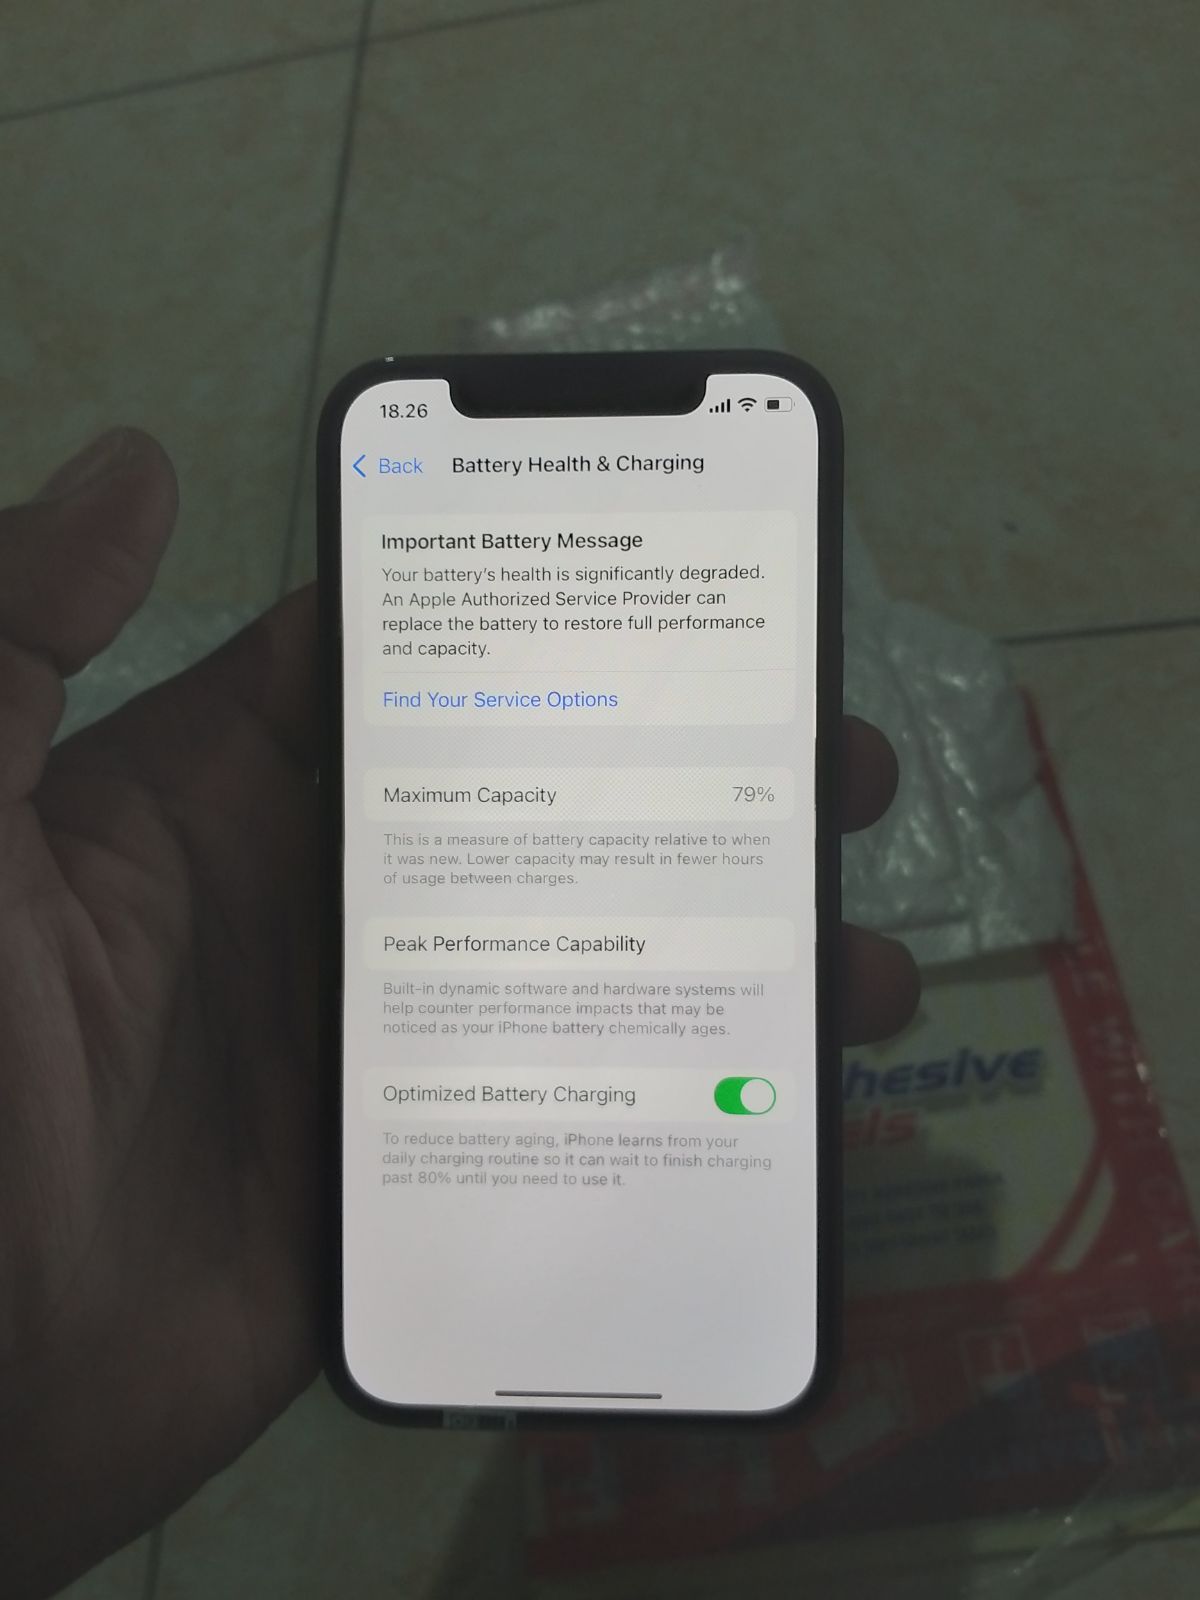 18.26
Back
Battery Health & Charging
Important Battery Message
Your battery's health is significantly degraded.
An Apple Authorized Service Provider can
replace the battery to restore full performance
and capacity.
Find Your Service Options
Maximum Capacity 79%
This is a measure of battery capacity relative to when
it was new. Lower capacity may result in fewer hours
of usage between charges.
Peak Performance Capability
Built-in dynamic software and hardware systems will
help counter performance impacts that may be
noticed as your iPhone battery chemically ages.
Optimized Battery Charging
To reduce battery aging, iPhone learns from your
daily charging routine so it can wait to finish charging
past 80% until you need to use it.
hesive